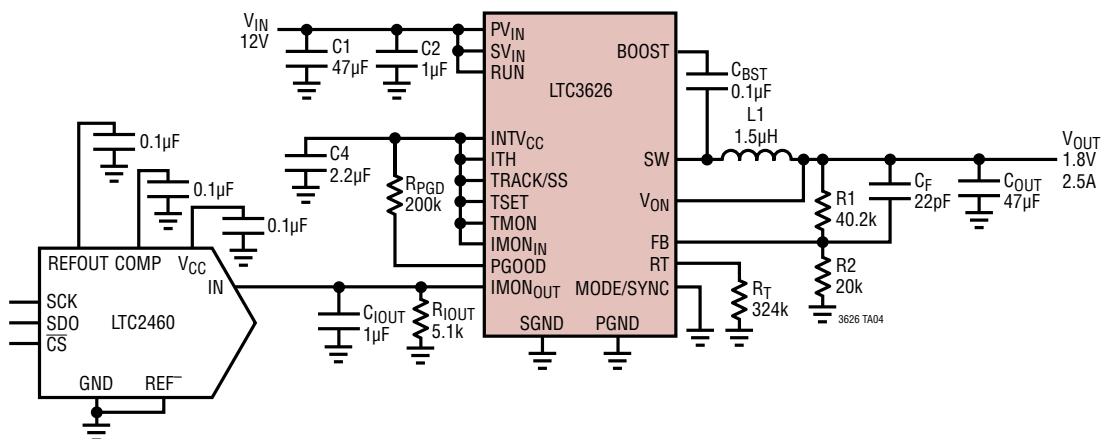 VIN
12V
C1
47µF
C2
1µF
PVIN
SVIN
RUN
BOOST
LTC3626
CBST
0.1µF
L1
1.5µH
VOUT
1.8V
2.5A
0.1µF
0.1µF
0.1µF
C4
2.2µF
RPGD
200k
INTVCC
ITH
TRACK/SS
TSET
TMON
IMONIN
PGOOD
IMONOUT
SW
VON
FB
RT
MODE/SYNC
SGND
PGND
R1
40.2k
CF
22pF
COUT
47µF
R2
20k
RT
324k
3626 TA04
REFOUT
COMP
VCC
IN
SCK
SDO
C̅S̅
LTC2460
GND
REF–
CIOUT
1µF
RIOUT
5.1k